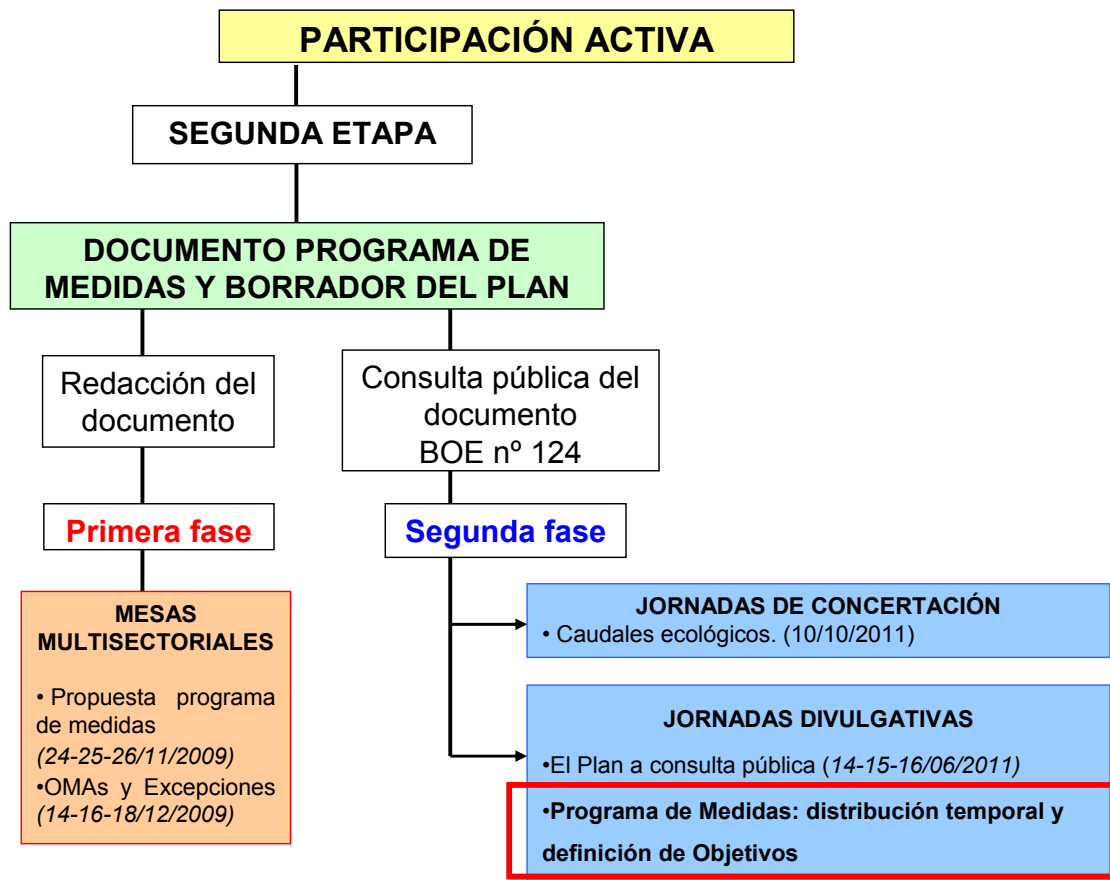 PARTICIPACIÓN ACTIVA
SEGUNDA ETAPA
DOCUMENTO PROGRAMA DE
MEDIDAS Y BORRADOR DEL PLAN
Redacción del
documento
Consulta pública del
documento
BOE nº 124
Primera fase
Segunda fase
MESAS
MULTISECTORIALES
• Propuesta programa
de medidas
(24-25-26/11/2009)
•OMAs y Excepciones
(14-16-18/12/2009)
JORNADAS DE CONCERTACIÓN
• Caudales ecológicos. (10/10/2011)
JORNADAS DIVULGATIVAS
•El Plan a consulta pública (14-15-16/06/2011)
•Programa de Medidas: distribución temporal y
definición de Objetivos